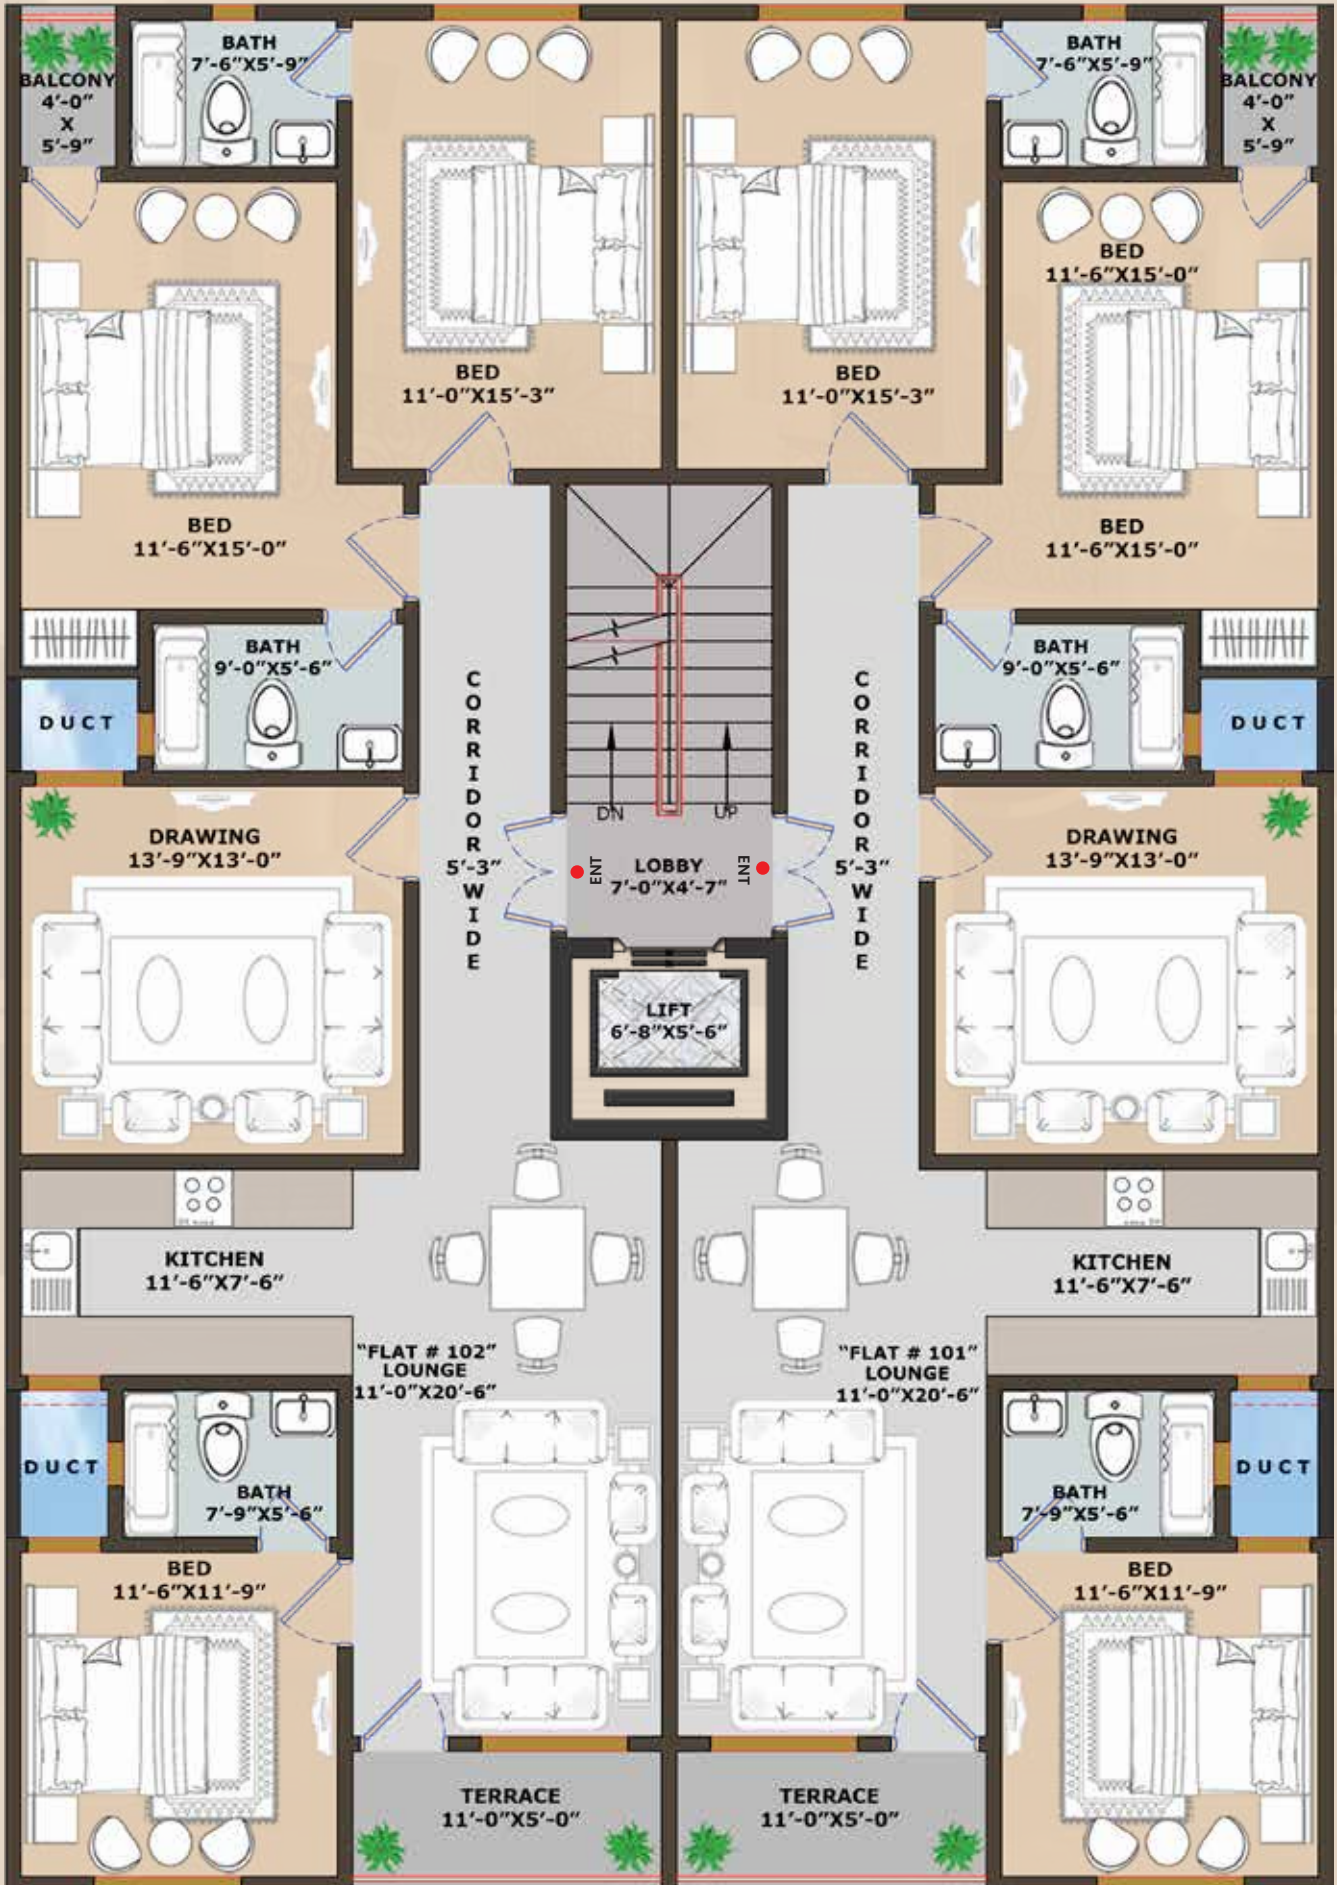 BATH
7'-6"X5'-9"
BATH
7'-6"X5'-9"
BALCONY
4'-0"
X
5'-9"
BALCONY
4'-0"
X
5'-9"
BED
11'-6"X15'-0"
BED
11'-0"X15'-3"
BED
11'-0"X15'-3"
BED
11'-6"X15'-0"
BED
11'-6"X15'-0"
BATH
9'-0"X5'-6"
BATH
9'-0"X5'-6"
DUCT
DUCT
CORRIDOR
5'-3"
WIDE
CORRIDOR
5'-3"
WIDE
DN
UP
DRAWING
13'-9"X13'-0"
ENT
LOBBY
7'-0"X4'-7"
ENT
DRAWING
13'-9"X13'-0"
LIFT
6'-8"X5'-6"
KITCHEN
11'-6"X7'-6"
KITCHEN
11'-6"X7'-6"
"FLAT # 102"
LOUNGE
11'-0"X20'-6"
"FLAT # 101"
LOUNGE
11'-0"X20'-6"
DUCT
BATH
7'-9"X5'-6"
BATH
7'-9"X5'-6"
DUCT
BED
11'-6"X11'-9"
BED
11'-6"X11'-9"
TERRACE
11'-0"X5'-0"
TERRACE
11'-0"X5'-0"